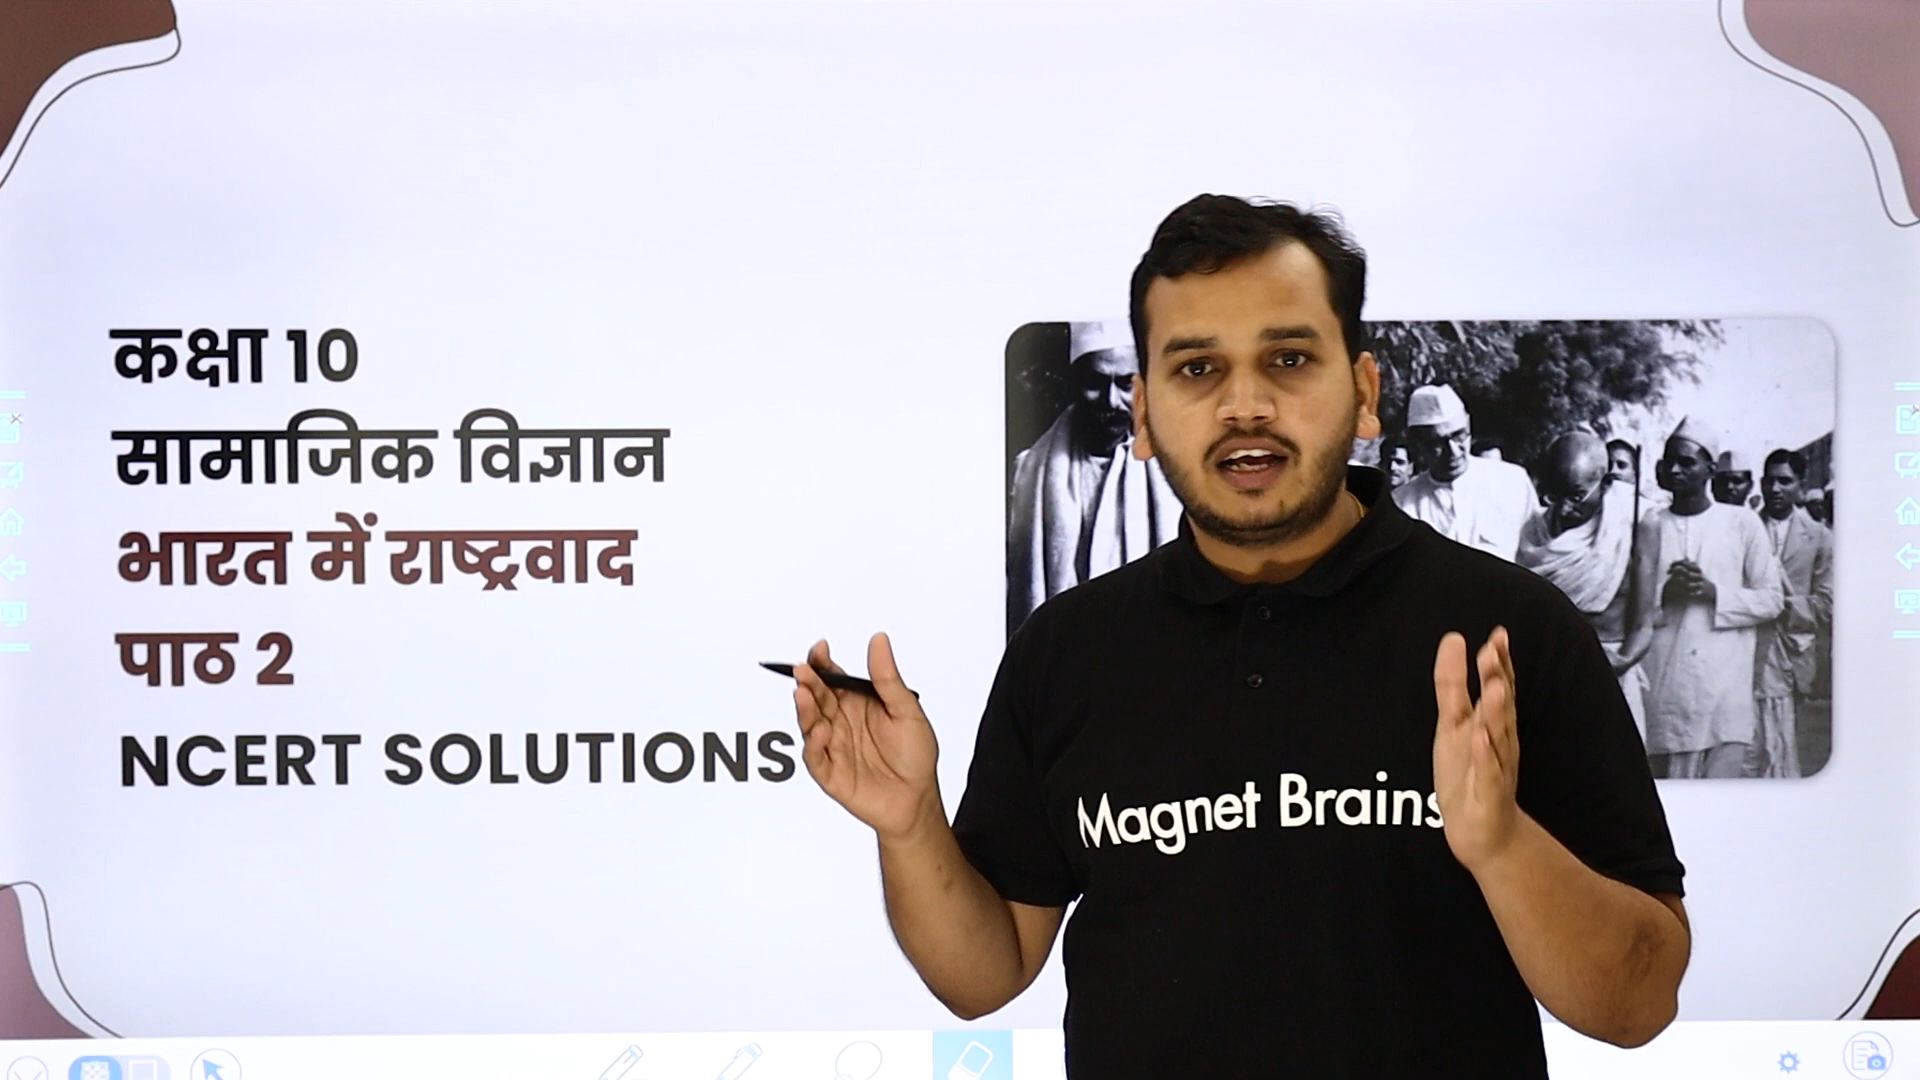 कक्षा 10
सामाजिक विज्ञान
भारत में राष्ट्रवाद
पाठ 2
NCERT SOLUTIONS
Magnet Brains